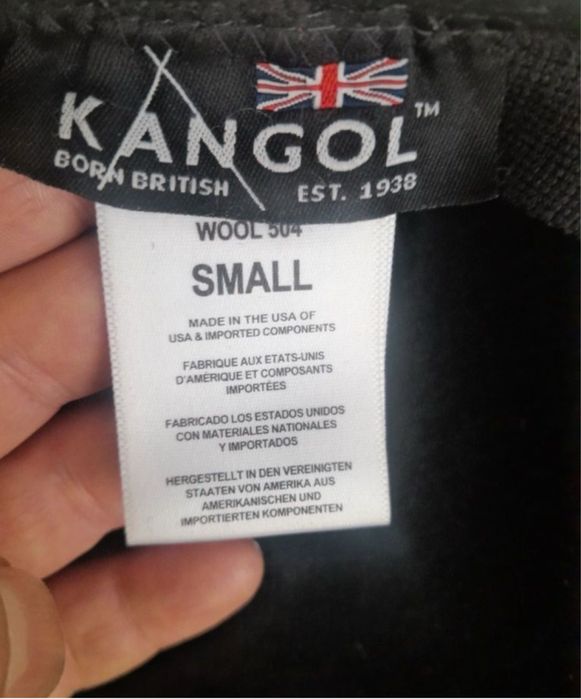 KANGOL™
BORN BRITISH EST. 1938
WOOL 504
SMALL
MADE IN THE USA OF
USA & IMPORTED COMPONENTS
FABRIQUE AUX ETATS-UNIS
D'AMÉRIQUE ET COMPOSANTS
IMPORTÉES
FABRICADO LOS ESTADOS UNIDOS
CON MATERIALES NATIONALES
Y IMPORTADOS
HERGESTELLT IN DEN VEREINIGTEN
STAATEN VON AMERIKA AUS
AMERIKANISCHEN UND
IMPORTIERTEN KOMPONENTEN